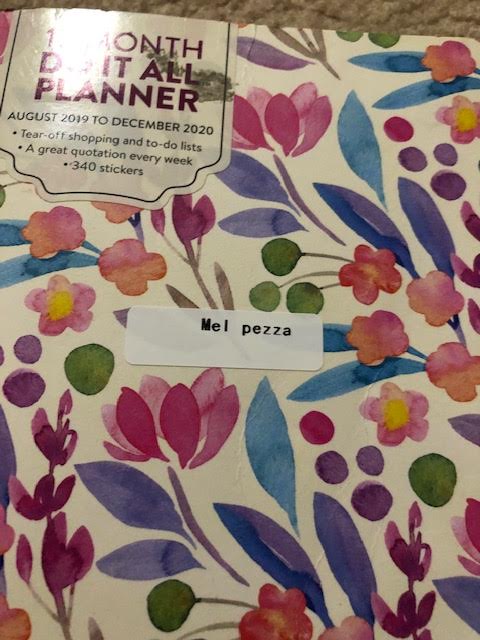 MONTH
IT ALL
PLANNER
AUGUST 2019 TO DECEMBER 2020
• Tear-off shopping and to-do lists
• A great quotation every week
• 340 stickers
Mel pezza